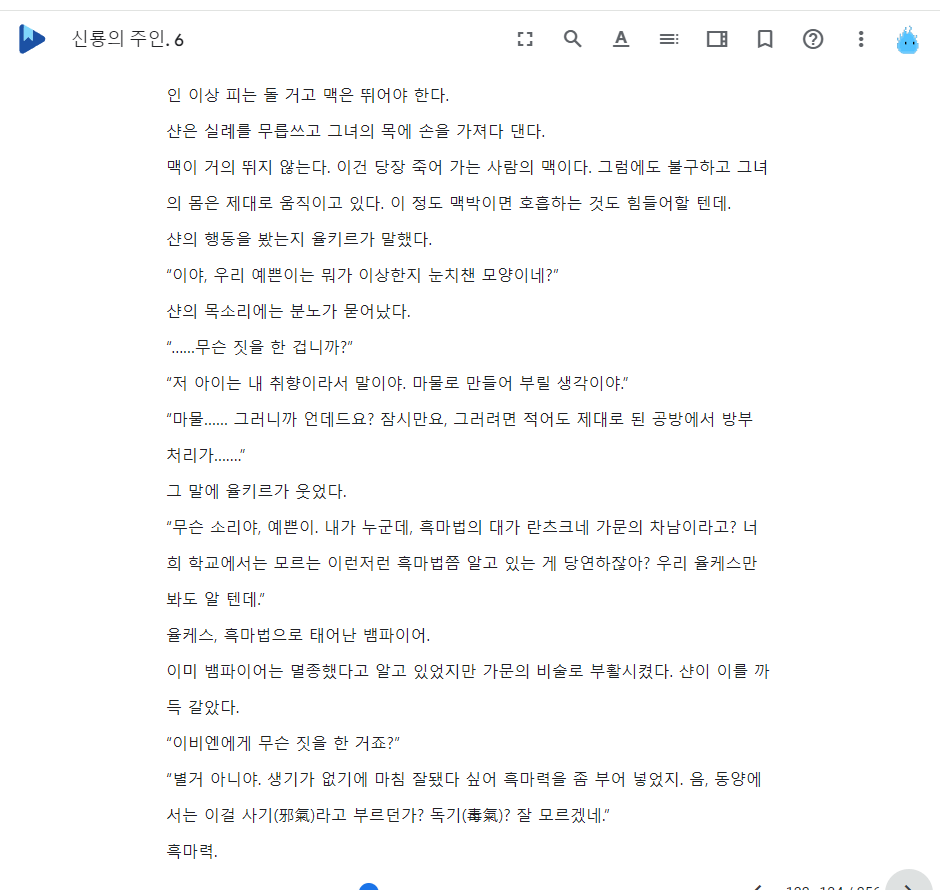 신룡의 주인. 6
인 이상 피는 돌 거고 맥은 뛰어야 한다.
샨은 실례를 무릅쓰고 그녀의 목에 손을 가져다 댄다.
맥이 거의 뛰지 않는다. 이건 당장 죽어 가는 사람의 맥이다. 그럼에도 불구하고 그녀
의 몸은 제대로 움직이고 있다. 이 정도 맥박이면 호흡하는 것도 힘들어할 텐데.
샨의 행동을 봤는지 율키르가 말했다.
“이야, 우리 예쁜이는 뭐가 이상한지 눈치챈 모양이네?”
샨의 목소리에는 분노가 묻어났다.
“……무슨 짓을 한 겁니까?”
“저 아이는 내 취향이라서 말이야. 마물로 만들어 부릴 생각이야.”
“마물…… 그러니까 언데드요? 잠시만요, 그러려면 적어도 제대로 된 공방에서 방부
처리가…….”
그 말에 율키르가 웃었다.
“무슨 소리야, 예쁜이. 내가 누군데, 흑마법의 대가 란츠크네 가문의 차남이라고? 너
희 학교에서는 모르는 이런저런 흑마법쯤 알고 있는 게 당연하잖아? 우리 율케스만
봐도 알 텐데.”
율케스, 흑마법으로 태어난 뱀파이어.
이미 뱀파이어는 멸종했다고 알고 있었지만 가문의 비술로 부활시켰다. 샨이 이를 까
득 갈았다.
“이비엔에게 무슨 짓을 한 거죠?”
“별거 아니야. 생기가 없기에 마침 잘됐다 싶어 흑마력을 좀 부어 넣었지. 음, 동양에
서는 이걸 사기(邪氣)라고 부르던가? 독기(毒氣)? 잘 모르겠네.”
흑마력.